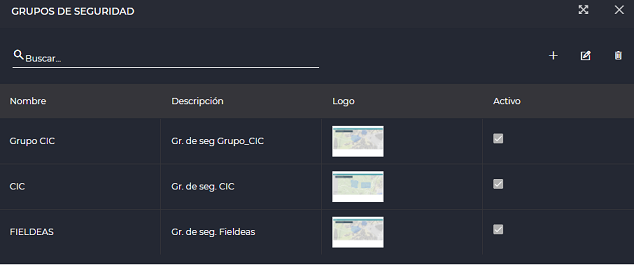 GRUPOS DE SEGURIDAD
Buscar...
Nombre Descripción Logo Activo
Grupo CIC Gr. de seg Grupo_CIC
CIC Gr. de seg. CIC
FIELDEAS Gr. de seg. Fieldeas